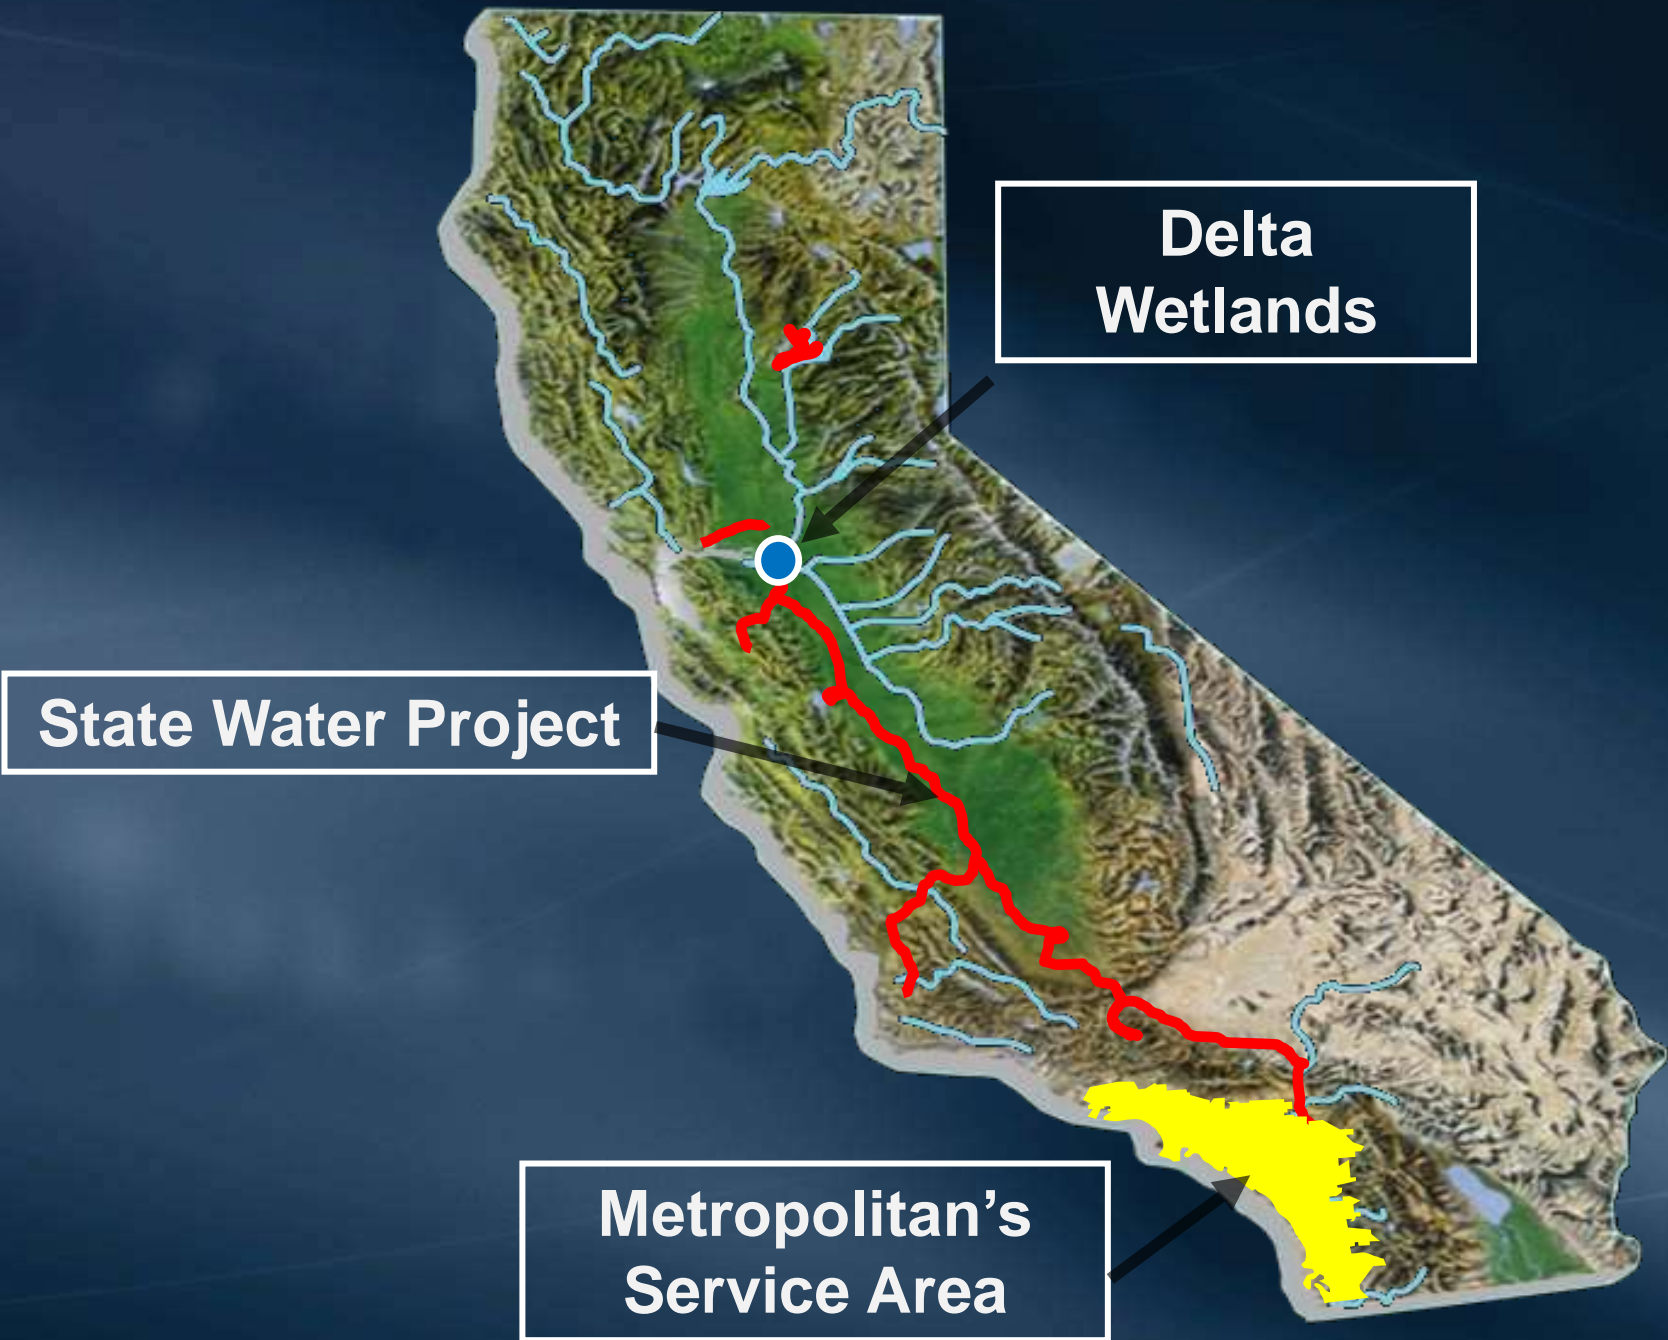 Delta
Wetlands
State Water Project
Metropolitan’s
Service Area